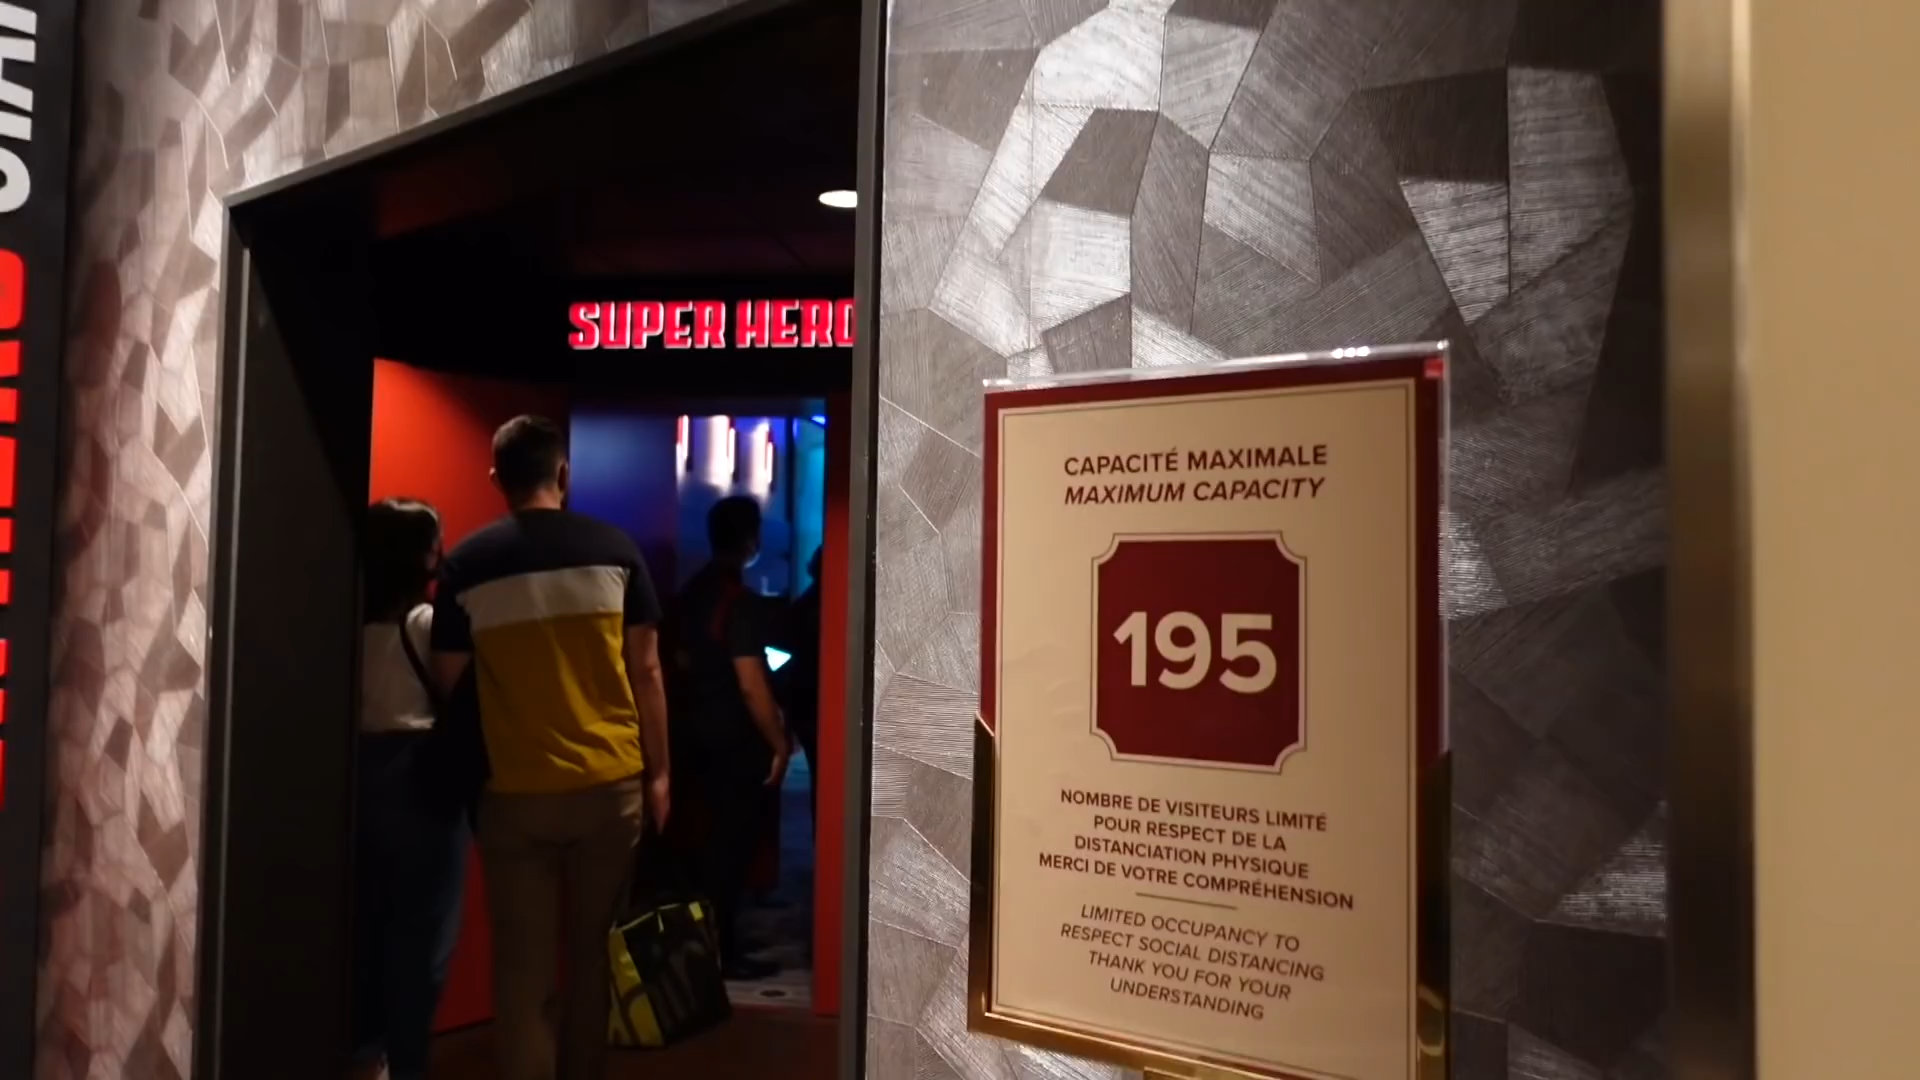 SUPER HERO
CAPACITÉ MAXIMALE
MAXIMUM CAPACITY
195
NOMBRE DE VISITEURS LIMITÉ
POUR RESPECT DE LA
DISTANCIATION PHYSIQUE
MERCI DE VOTRE COMPRÉHENSION
LIMITED OCCUPANCY TO
RESPECT SOCIAL DISTANCING
THANK YOU FOR YOUR
UNDERSTANDING